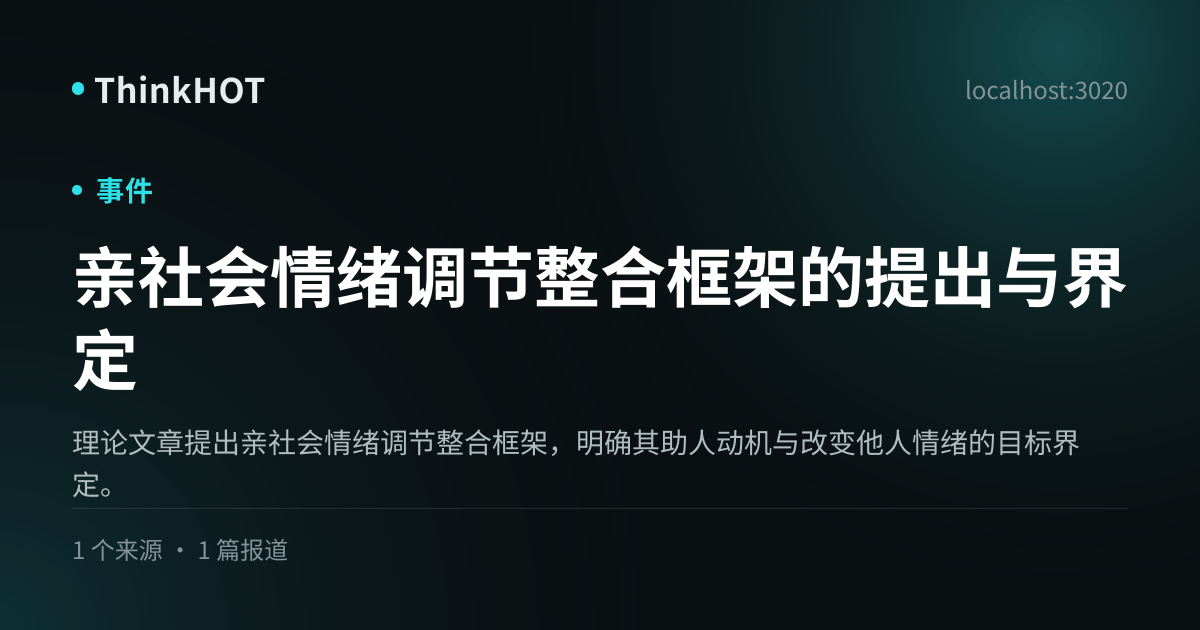 ThinkHOT
localhost:3020
事件
亲社会情绪调节整合框架的提出与界
定
理论文章提出亲社会情绪调节整合框架，明确其助人动机与改变他人情绪的目标界
定。
1 个来源 · 1 篇报道